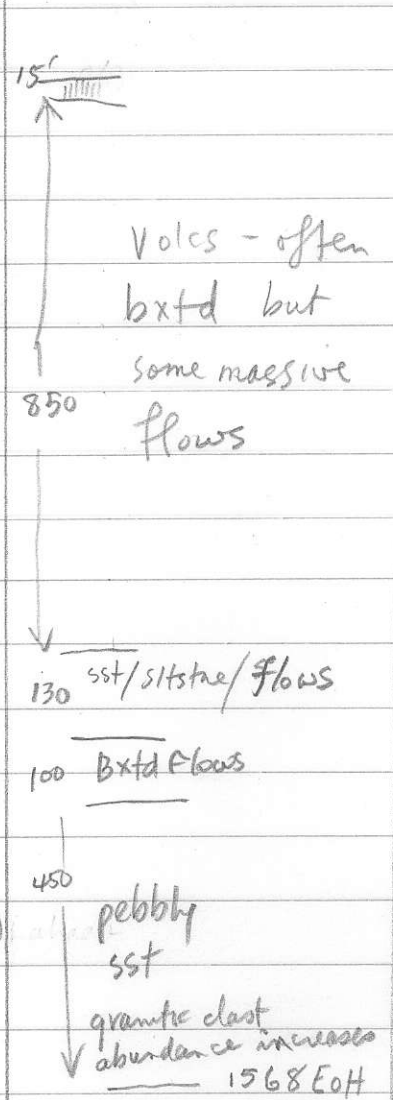 15'
Volcs - often
bxtd but
some massive
850
flows
sst/sltstne/flows
130
100 Bxtd Flows
450
pebbly
sst
granitic clast
abundance increases
1568 EOH